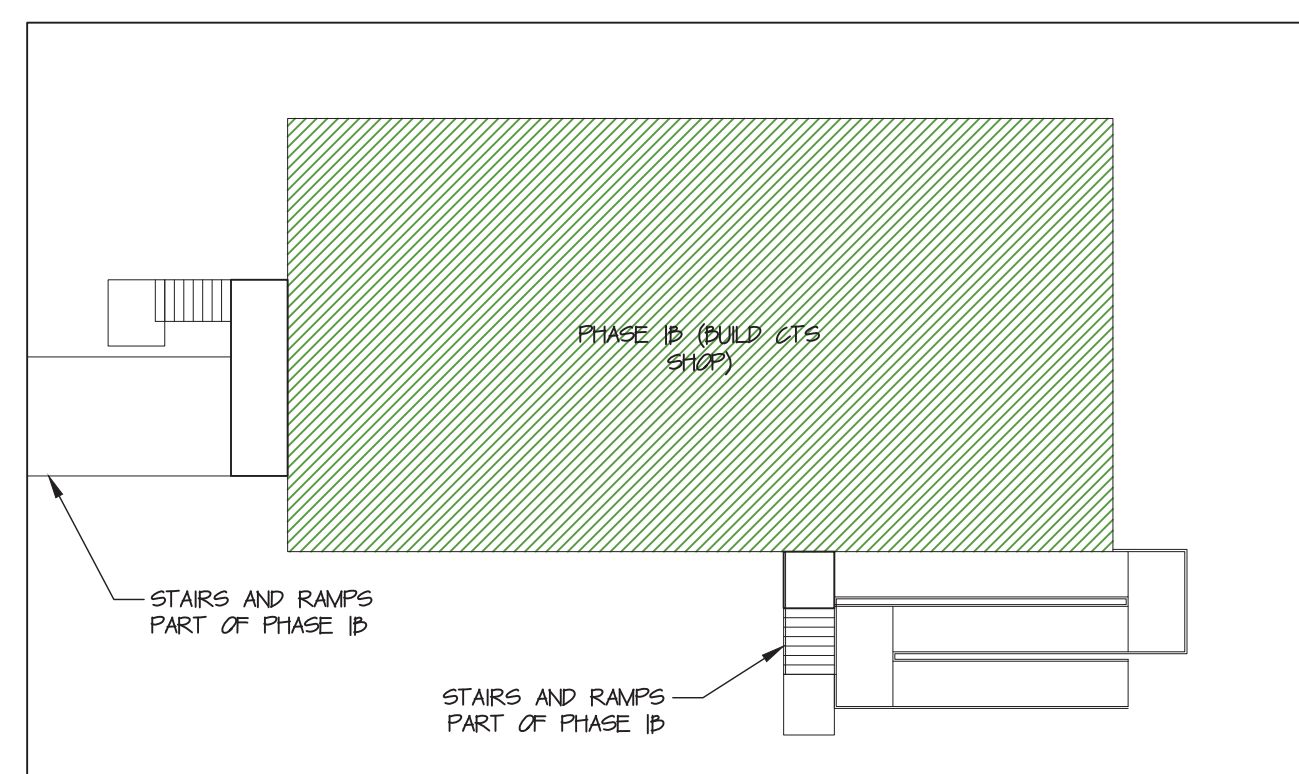 PHASE 1B (BUILD CTS
SHOP)
STAIRS AND RAMPS
PART OF PHASE 1B
STAIRS AND RAMPS
PART OF PHASE 1B